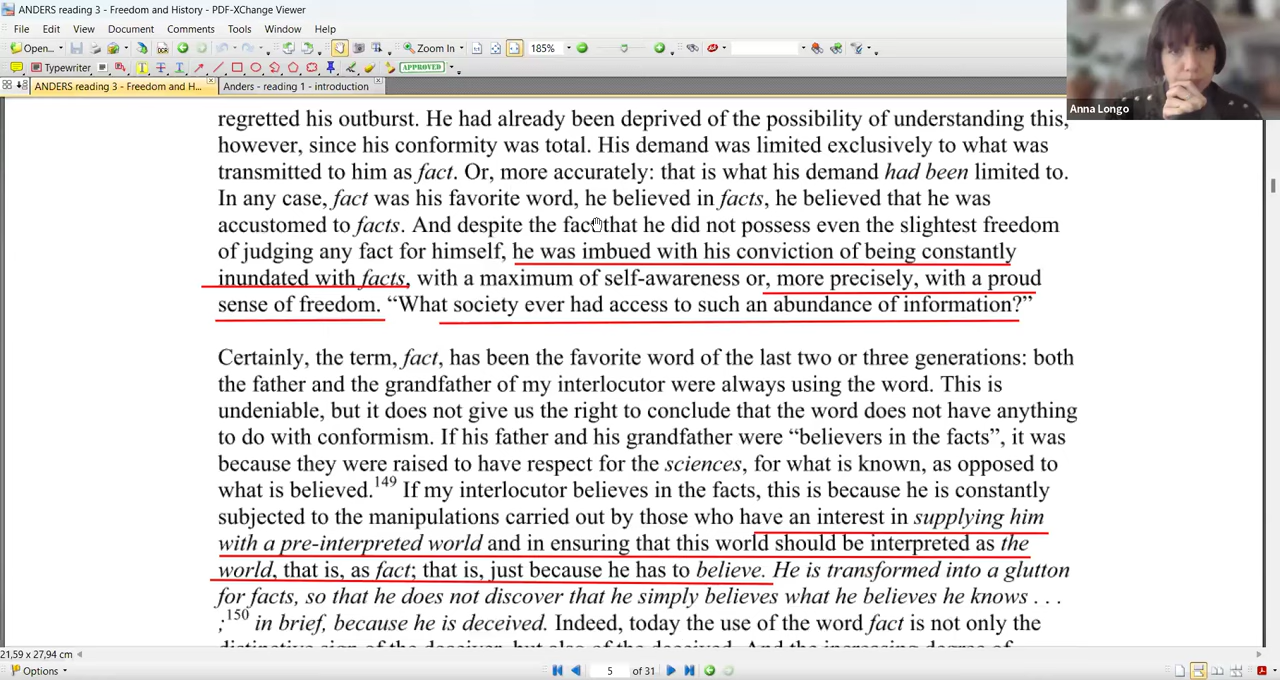 ANDERS reading 3 - Freedom and History - PDF-XChange Viewer
File Edit View Document Comments Tools Window Help
Open... OCR Zoom In 185%
Typewriter APPROVED
ANDERS reading 3 - Freedom and H... Anders - reading 1 - introduction
Anna Longo
regretted his outburst. He had already been deprived of the possibility of understanding this,
however, since his conformity was total. His demand was limited exclusively to what was
transmitted to him as fact. Or, more accurately: that is what his demand had been limited to.
In any case, fact was his favorite word, he believed in facts, he believed that he was
accustomed to facts. And despite the fact that he did not possess even the slightest freedom
of judging any fact for himself, he was imbued with his conviction of being constantly
inundated with facts, with a maximum of self-awareness or, more precisely, with a proud
sense of freedom. “What society ever had access to such an abundance of information?”
Certainly, the term, fact, has been the favorite word of the last two or three generations: both
the father and the grandfather of my interlocutor were always using the word. This is
undeniable, but it does not give us the right to conclude that the word does not have anything
to do with conformism. If his father and his grandfather were “believers in the facts”, it was
because they were raised to have respect for the sciences, for what is known, as opposed to
what is believed.149 If my interlocutor believes in the facts, this is because he is constantly
subjected to the manipulations carried out by those who have an interest in supplying him
with a pre-interpreted world and in ensuring that this world should be interpreted as the
world, that is, as fact; that is, just because he has to believe. He is transformed into a glutton
for facts, so that he does not discover that he simply believes what he believes he knows . . .
;150 in brief, because he is deceived. Indeed, today the use of the word fact is not only the
distinctive sign of the deceiver, but also of the deceived. And the increasing degree of
21,59 x 27,94 cm
Options 5 of 31